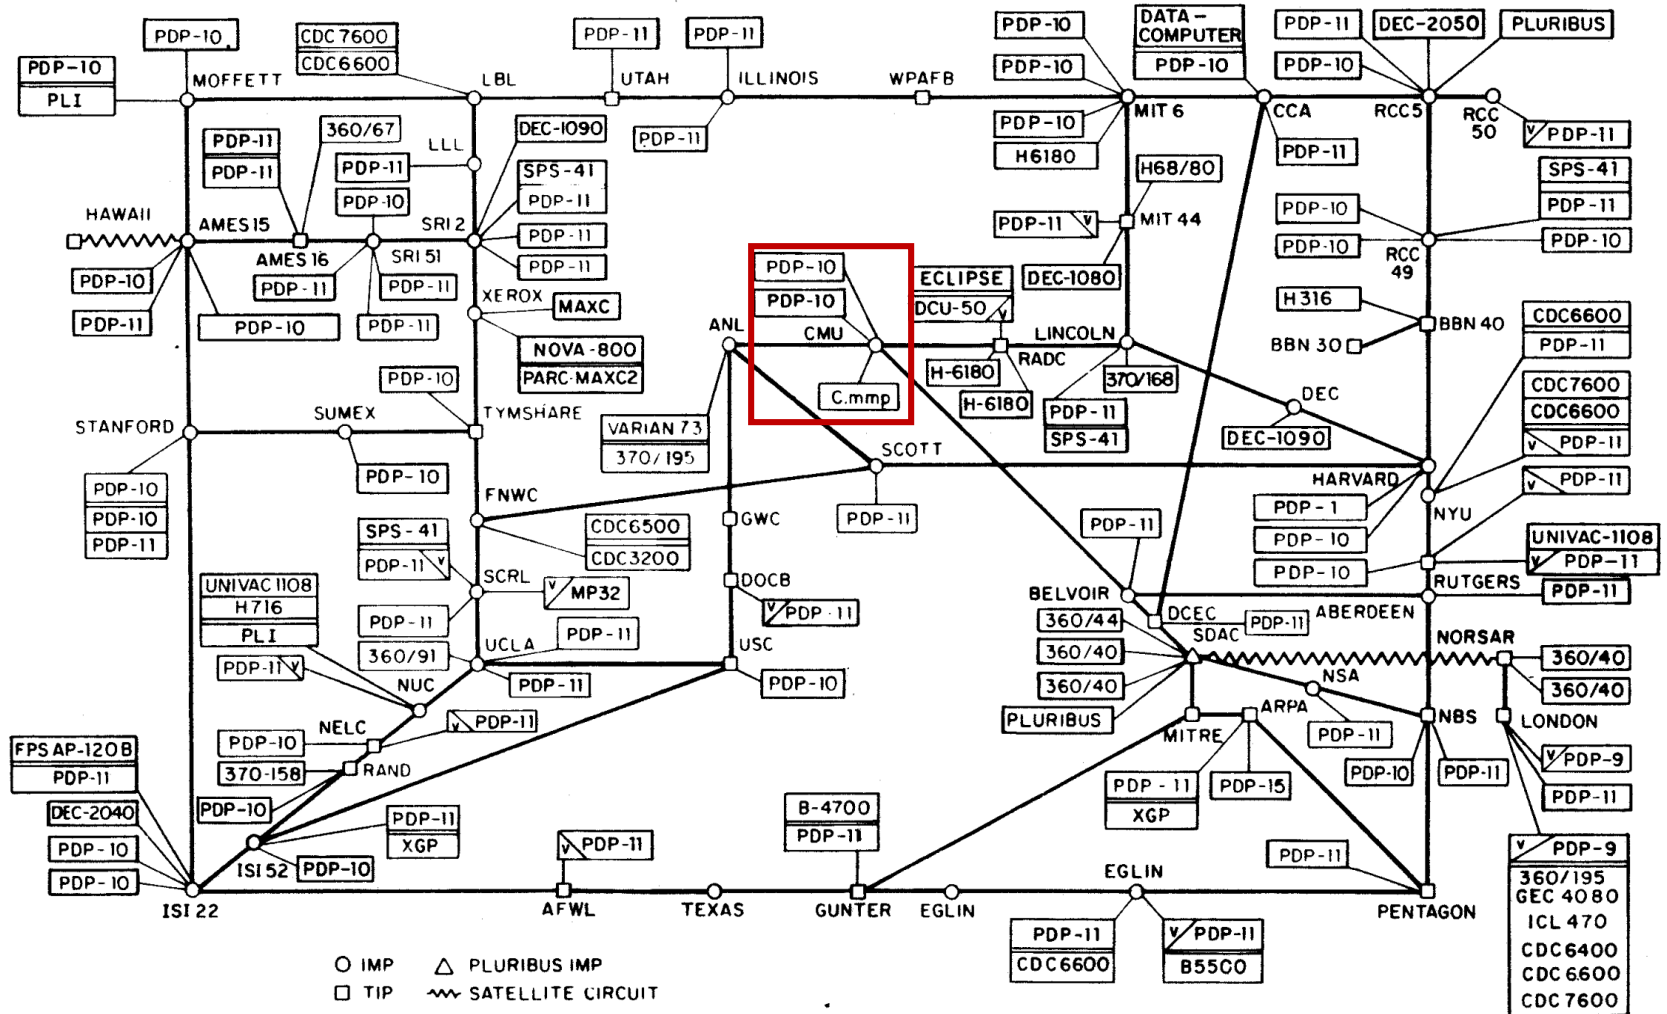 PDP-10
CDC 7600
CDC6600
PDP-11
PDP-11
PDP-10
DATA-
COMPUTER
PDP-10
PDP-11
DEC-2050
PLURIBUS
PDP-10
PLI
MOFFETT
LBL
UTAH
ILLINOIS
WPAFB
PDP-10
PDP-10
H6180
MIT 6
CCA
PDP-10
RCC5
RCC
50
V PDP-11
PDP-11
PDP-11
PDP-11
360/67
LLL
PDP-11
DEC-1090
PDP-11
SPS-41
PDP-11
PDP-11
PDP-11
H68/80
PDP-11 V
MIT 44
DEC-1080
SPS-41
PDP-11
PDP-10
PDP-10
PDP-10
RCC
49
HAWAII
AMES 15
AMES 16
PDP-10
SRI 51
SRI 2
PDP-10
PDP-11
PDP-10
PDP-11
PDP-11
PDP-11
XEROX
MAXC
NOVA-800
PARC-MAXC2
PDP-10
PDP-10
CMU
C.mmp
ANL
ECLIPSE
DCU-50 V
RADC
H-6180
H-6180
LINCOLN
370/168
PDP-11
SPS-41
H316
BBN 40
BBN 30
DEC
DEC-1090
CDC6600
PDP-11
CDC7600
CDC6600
V PDP-11
V PDP-11
STANFORD
SUMEX
PDP-10
TYMSHARE
PDP-10
PDP-10
PDP-10
PDP-11
VARIAN 73
370/195
SCOTT
PDP-11
HARVARD
PDP-1
PDP-10
NYU
PDP-10
RUTGERS
UNIVAC-1108
V PDP-11
PDP-11
FNWC
CDC6500
CDC3200
SPS-41
PDP-11 V
SCRL
V MP32
PDP-11
GWC
DOCB
V PDP-11
USC
PDP-10
UNIVAC 1108
H716
PLI
PDP-11 V
360/91
UCLA
PDP-11
PDP-11
NUC
PDP-11
BELVOIR
ABERDEEN
360/44
360/40
360/40
PLURIBUS
DCEC
PDP-11
SDAC
NORSAR
360/40
360/40
NSA
PDP-11
NBS
PDP-10
PDP-11
LONDON
V PDP-9
PDP-11
NELC
V PDP-11
PDP-10
370-158
RAND
PDP-10
MITRE
ARPA
PDP-11
XGP
PDP-15
FPS AP-120B
PDP-11
DEC-2040
PDP-10
PDP-10
PDP-11
XGP
ISI 52
PDP-10
ISI 22
V PDP-11
AFWL
TEXAS
B-4700
PDP-11
GUNTER
EGLIN
EGLIN
PDP-11
CDC6600
V PDP-11
B5500
PDP-11
PENTAGON
V PDP-9
360/195
GEC 4080
ICL 470
CDC6400
CDC 6600
CDC 7600
IMP
PLURIBUS IMP
TIP
SATELLITE CIRCUIT